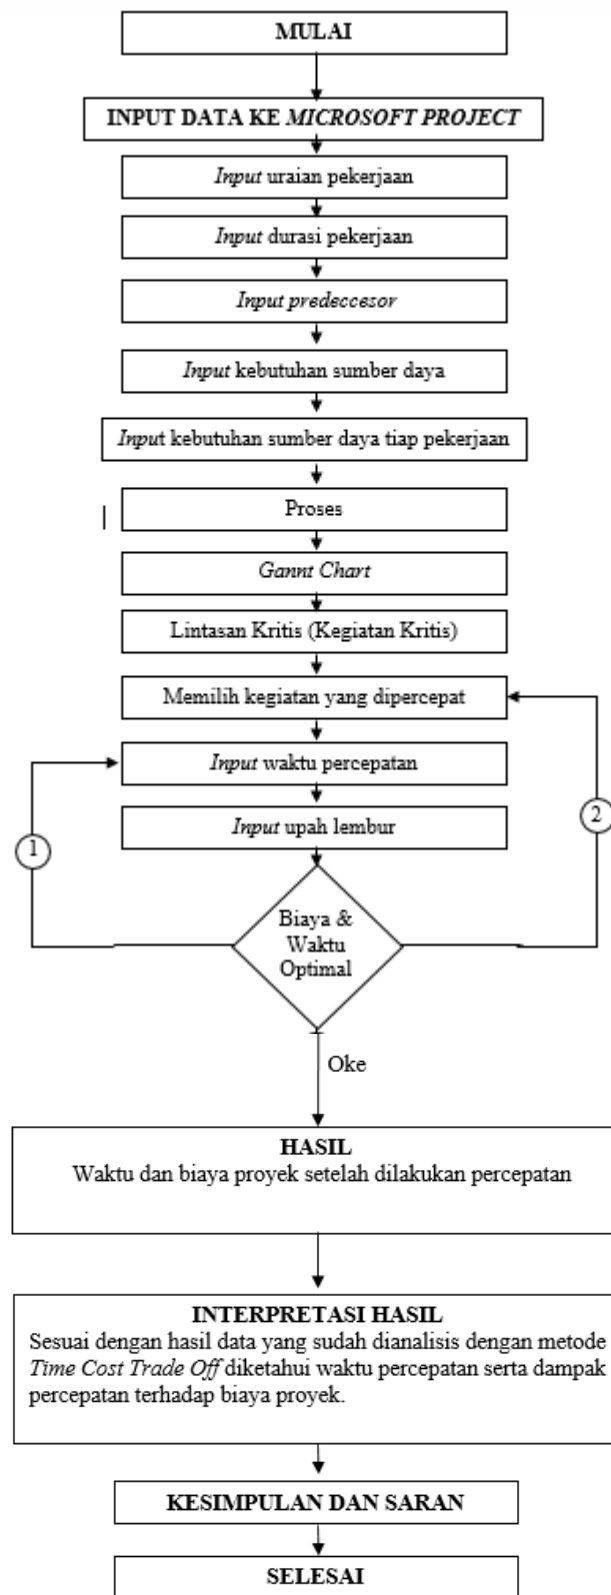 MULAI
INPUT DATA KE MICROSOFT PROJECT
Input uraian pekerjaan
Input durasi pekerjaan
Input predeccesor
Input kebutuhan sumber daya
Input kebutuhan sumber daya tiap pekerjaan
Proses
Gannt Chart
Lintasan Kritis (Kegiatan Kritis)
Memilih kegiatan yang dipercepat
Input waktu percepatan
Input upah lembur
1
2
Biaya &
Waktu
Optimal
Oke
HASIL
Waktu dan biaya proyek setelah dilakukan percepatan
INTERPRETASI HASIL
Sesuai dengan hasil data yang sudah dianalisis dengan metode
Time Cost Trade Off diketahui waktu percepatan serta dampak
percepatan terhadap biaya proyek.
KESIMPULAN DAN SARAN
SELESAI